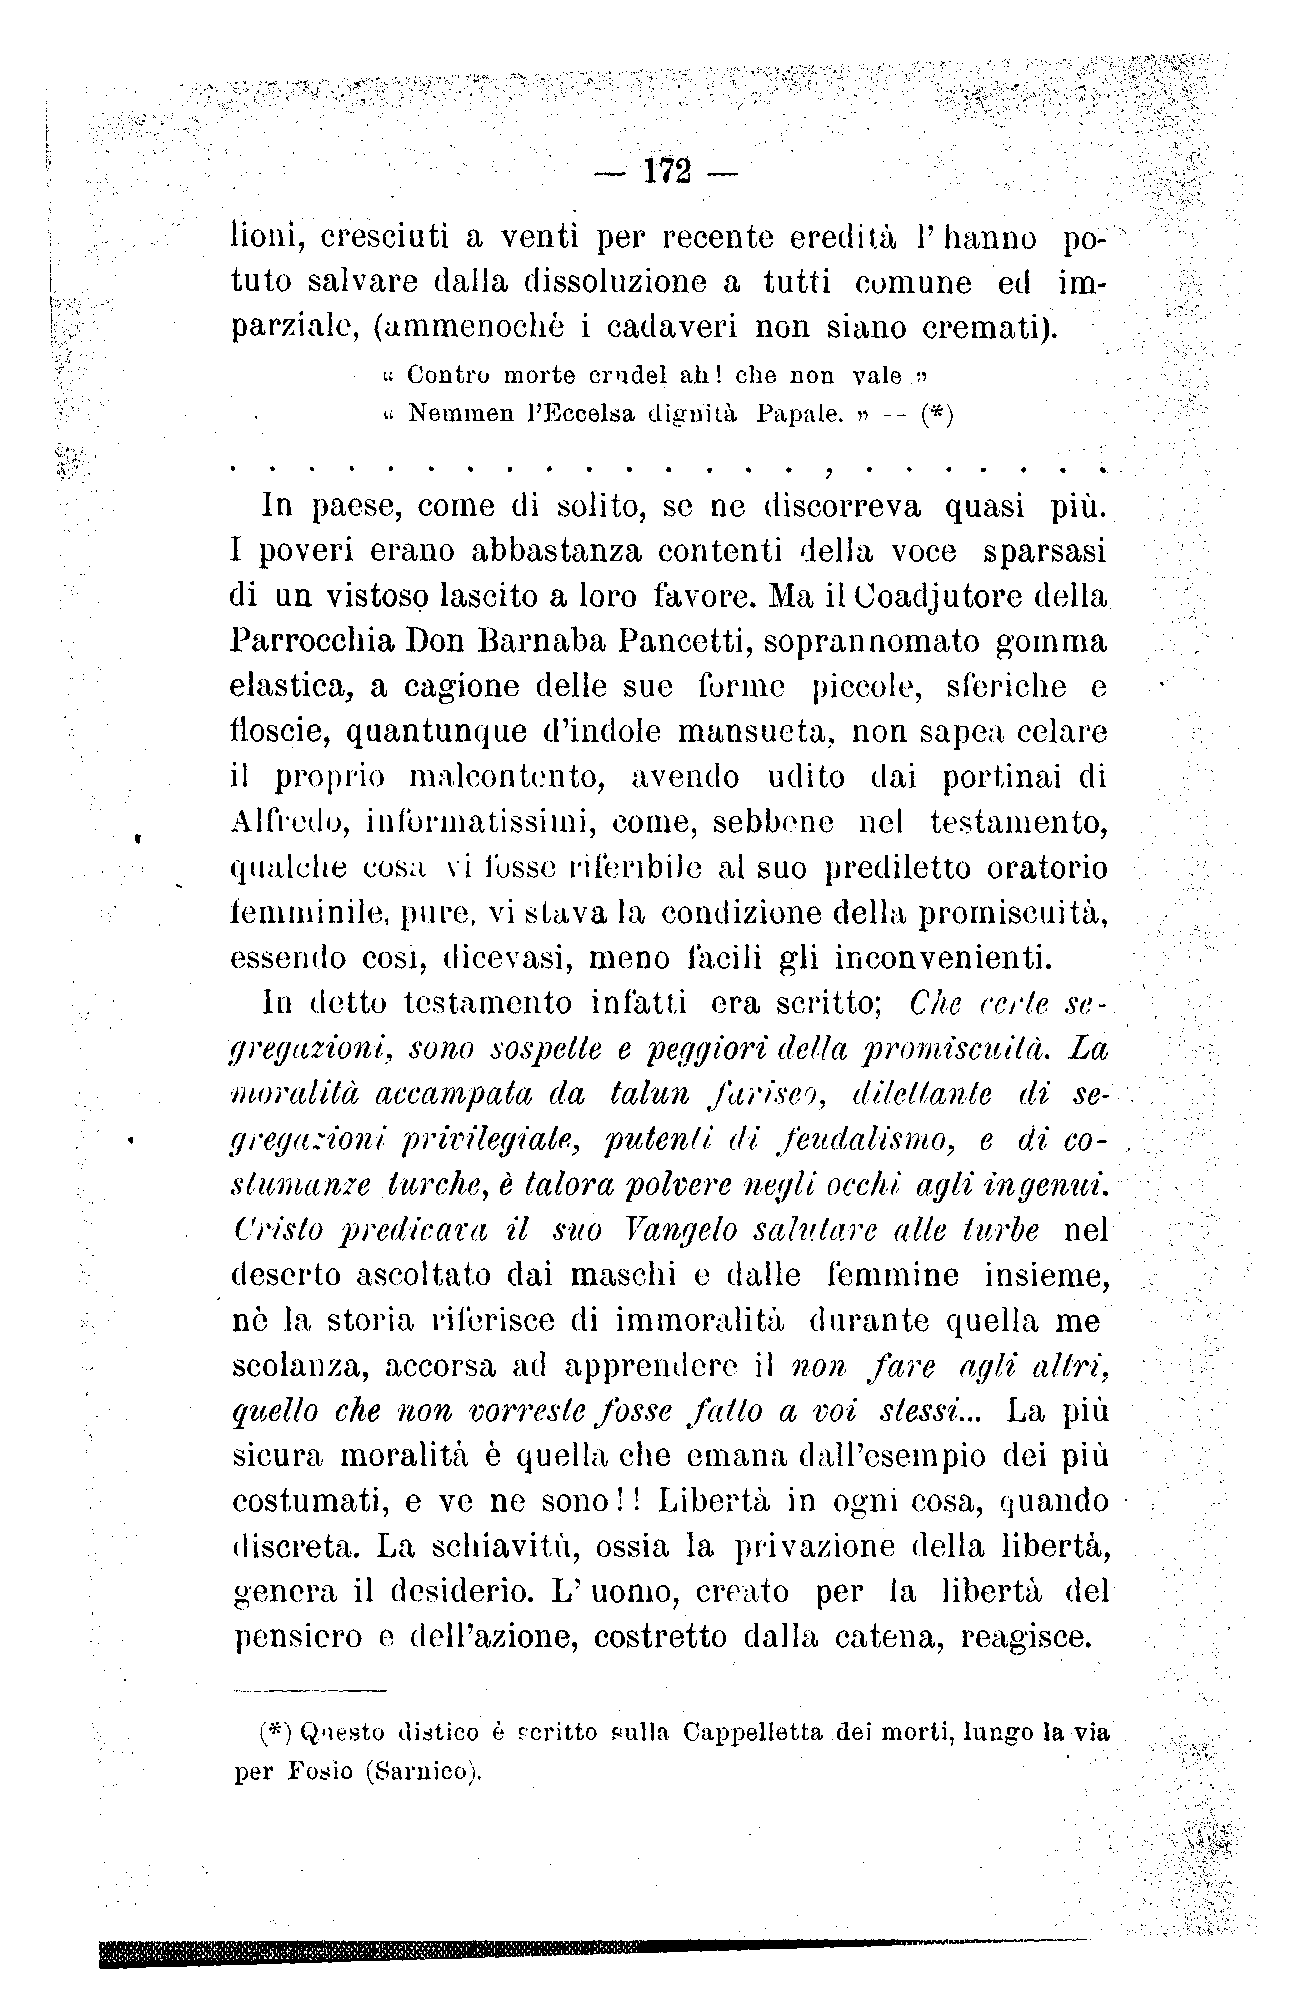 — 172 —
lioni, cresciuti a venti per recente eredità l' hanno po-
tuto salvare dalla dissoluzione a tutti comune ed im-
parziale, (ammenochè i cadaveri non siano cremati).
“ Contro morte crudel ah! che non vale „
“ Nemmen l'Eccelsa dignità Papale. „ -- (*)
. . . . . . . . . . . . . . . , . . . . . . .
In paese, come di solito, se ne discorreva quasi più.
I poveri erano abbastanza contenti della voce sparsasi
di un vistoso lascito a loro favore. Ma il Coadjutore della
Parrocchia Don Barnaba Pancetti, soprannomato gomma
elastica, a cagione delle sue forme piccole, sferiche e
floscie, quantunque d'indole mansueta, non sapea celare
il proprio malcontento, avendo udito dai portinai di
Alfredo, informatissimi, come, sebbene nel testamento,
qualche cosa vi fosse riferibile al suo prediletto oratorio
femminile, pure, vi stava la condizione della promiscuità,
essendo così, dicevasi, meno facili gli inconvenienti.
In detto testamento infatti era scritto; Che certe se-
gregazioni, sono sospette e peggiori della promiscuità. La
moralità accampata da talun fariseo, dilettante di se-
gregazioni privilegiate, putenti di feudalismo, e di co-
stumanze turche, è talora polvere negli occhi agli ingenui.
Cristo predicava il suo Vangelo salutare alle turbe nel
deserto ascoltato dai maschi e dalle femmine insieme,
nè la storia riferisce di immoralità durante quella me
scolanza, accorsa ad apprendere il non fare agli altri,
quello che non vorreste fosse fatto a voi stessi... La più
sicura moralità è quella che emana dall'esempio dei più
costumati, e ve ne sono!! Libertà in ogni cosa, quando
discreta. La schiavitù, ossia la privazione della libertà,
genera il desiderio. L' uomo, creato per la libertà del
pensiero e dell'azione, costretto dalla catena, reagisce.
(*) Questo distico è scritto sulla Cappelletta dei morti, lungo la via
per Fosio (Sarnico).